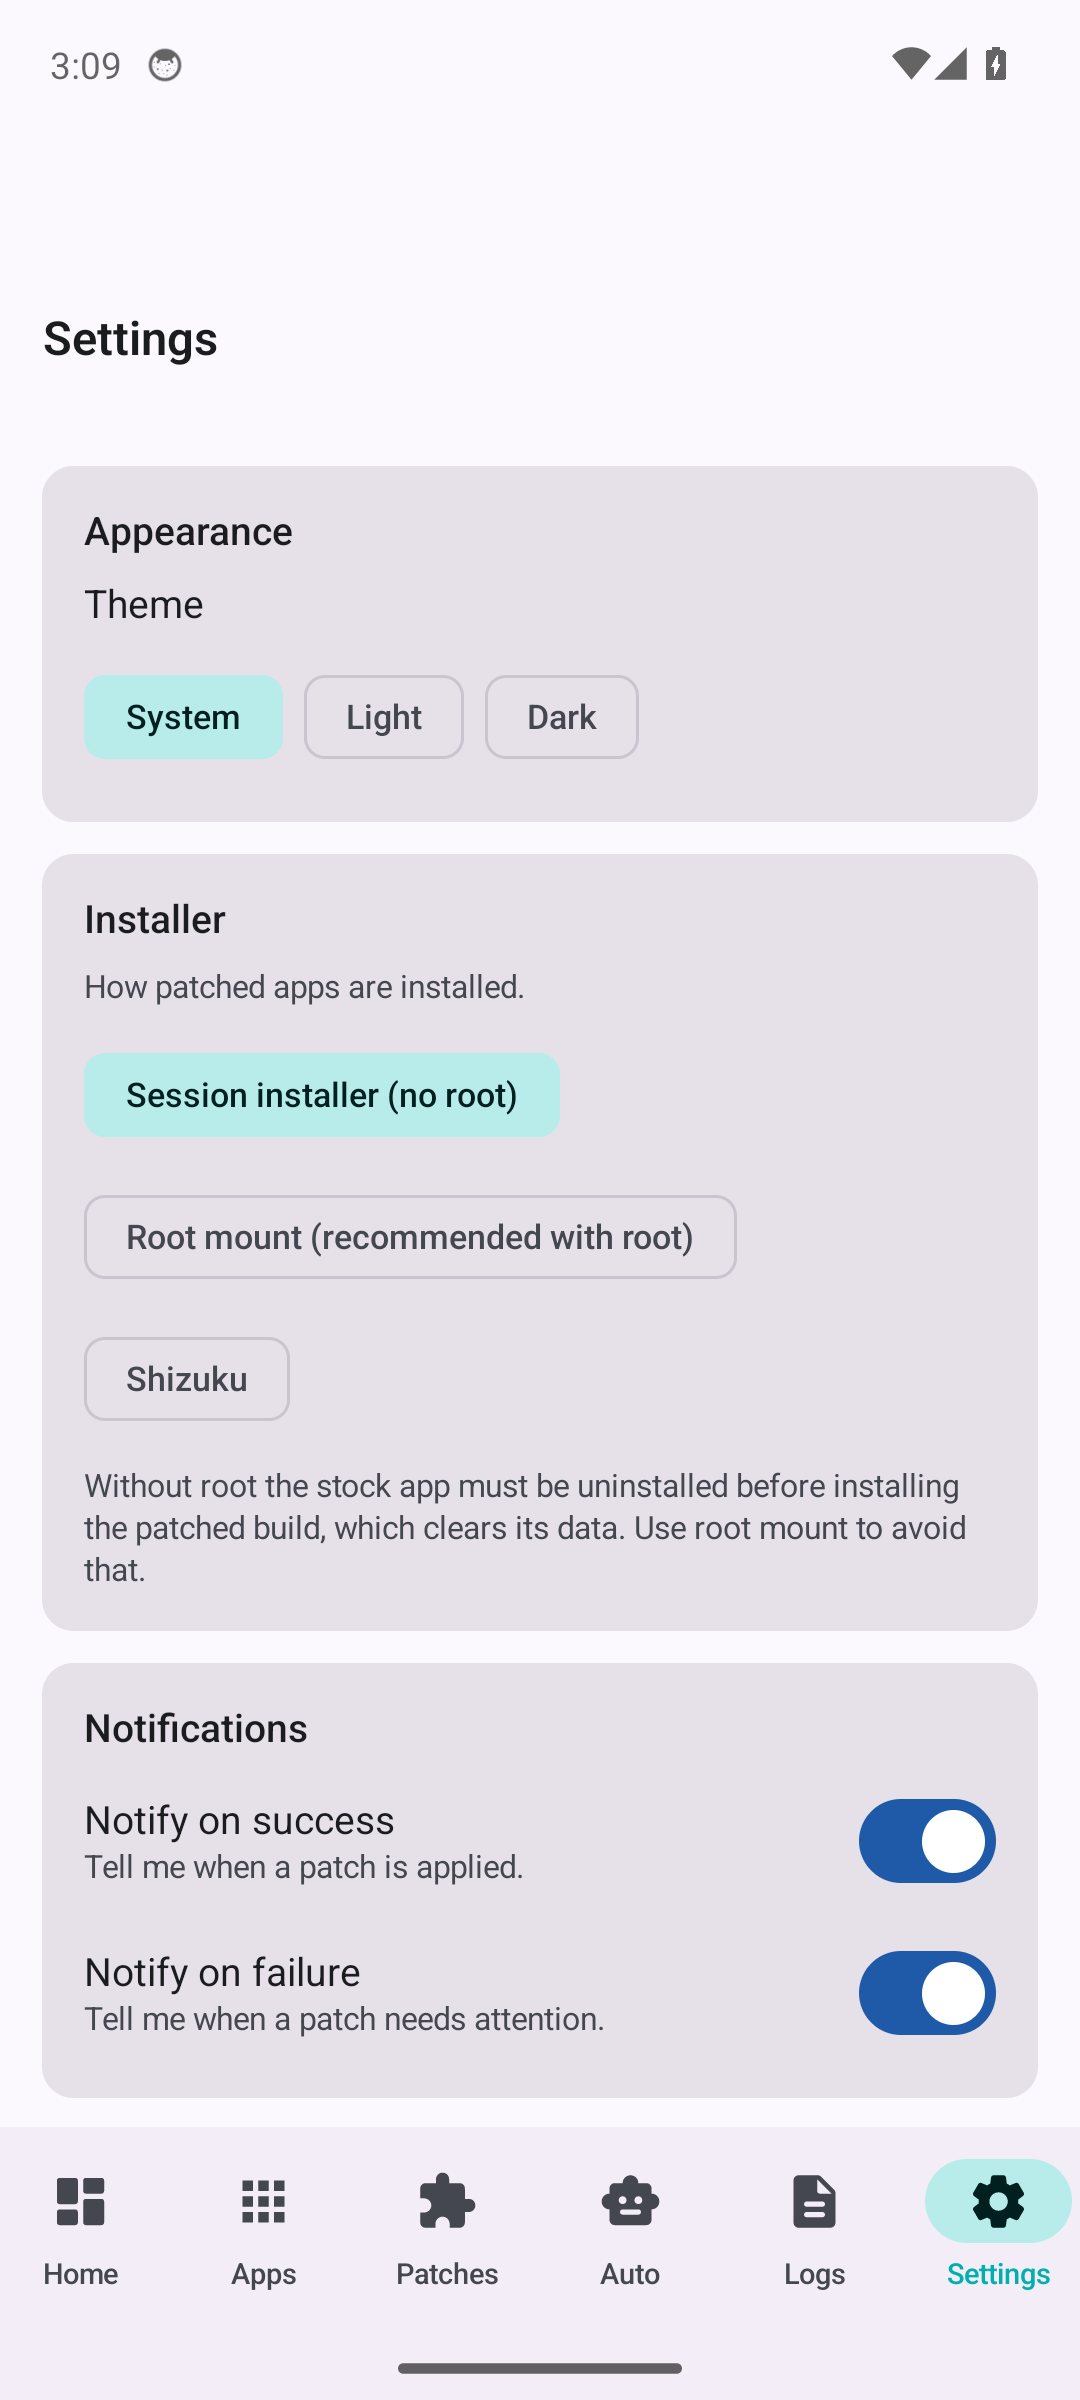 3:09
Settings
Appearance
Theme
System
Light
Dark
Installer
How patched apps are installed.
Session installer (no root)
Root mount (recommended with root)
Shizuku
Without root the stock app must be uninstalled before installing
the patched build, which clears its data. Use root mount to avoid
that.
Notifications
Notify on success
Tell me when a patch is applied.
Notify on failure
Tell me when a patch needs attention.
Home
Apps
Patches
Auto
Logs
Settings